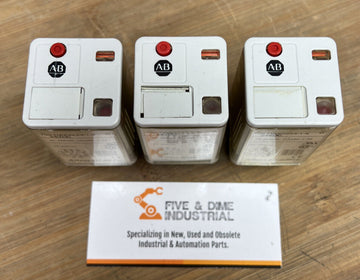 AB
AB
AB
FIVE & DIME
INDUSTRIAL
Specializing in New, Used and Obsolete
Industrial & Automation Parts.